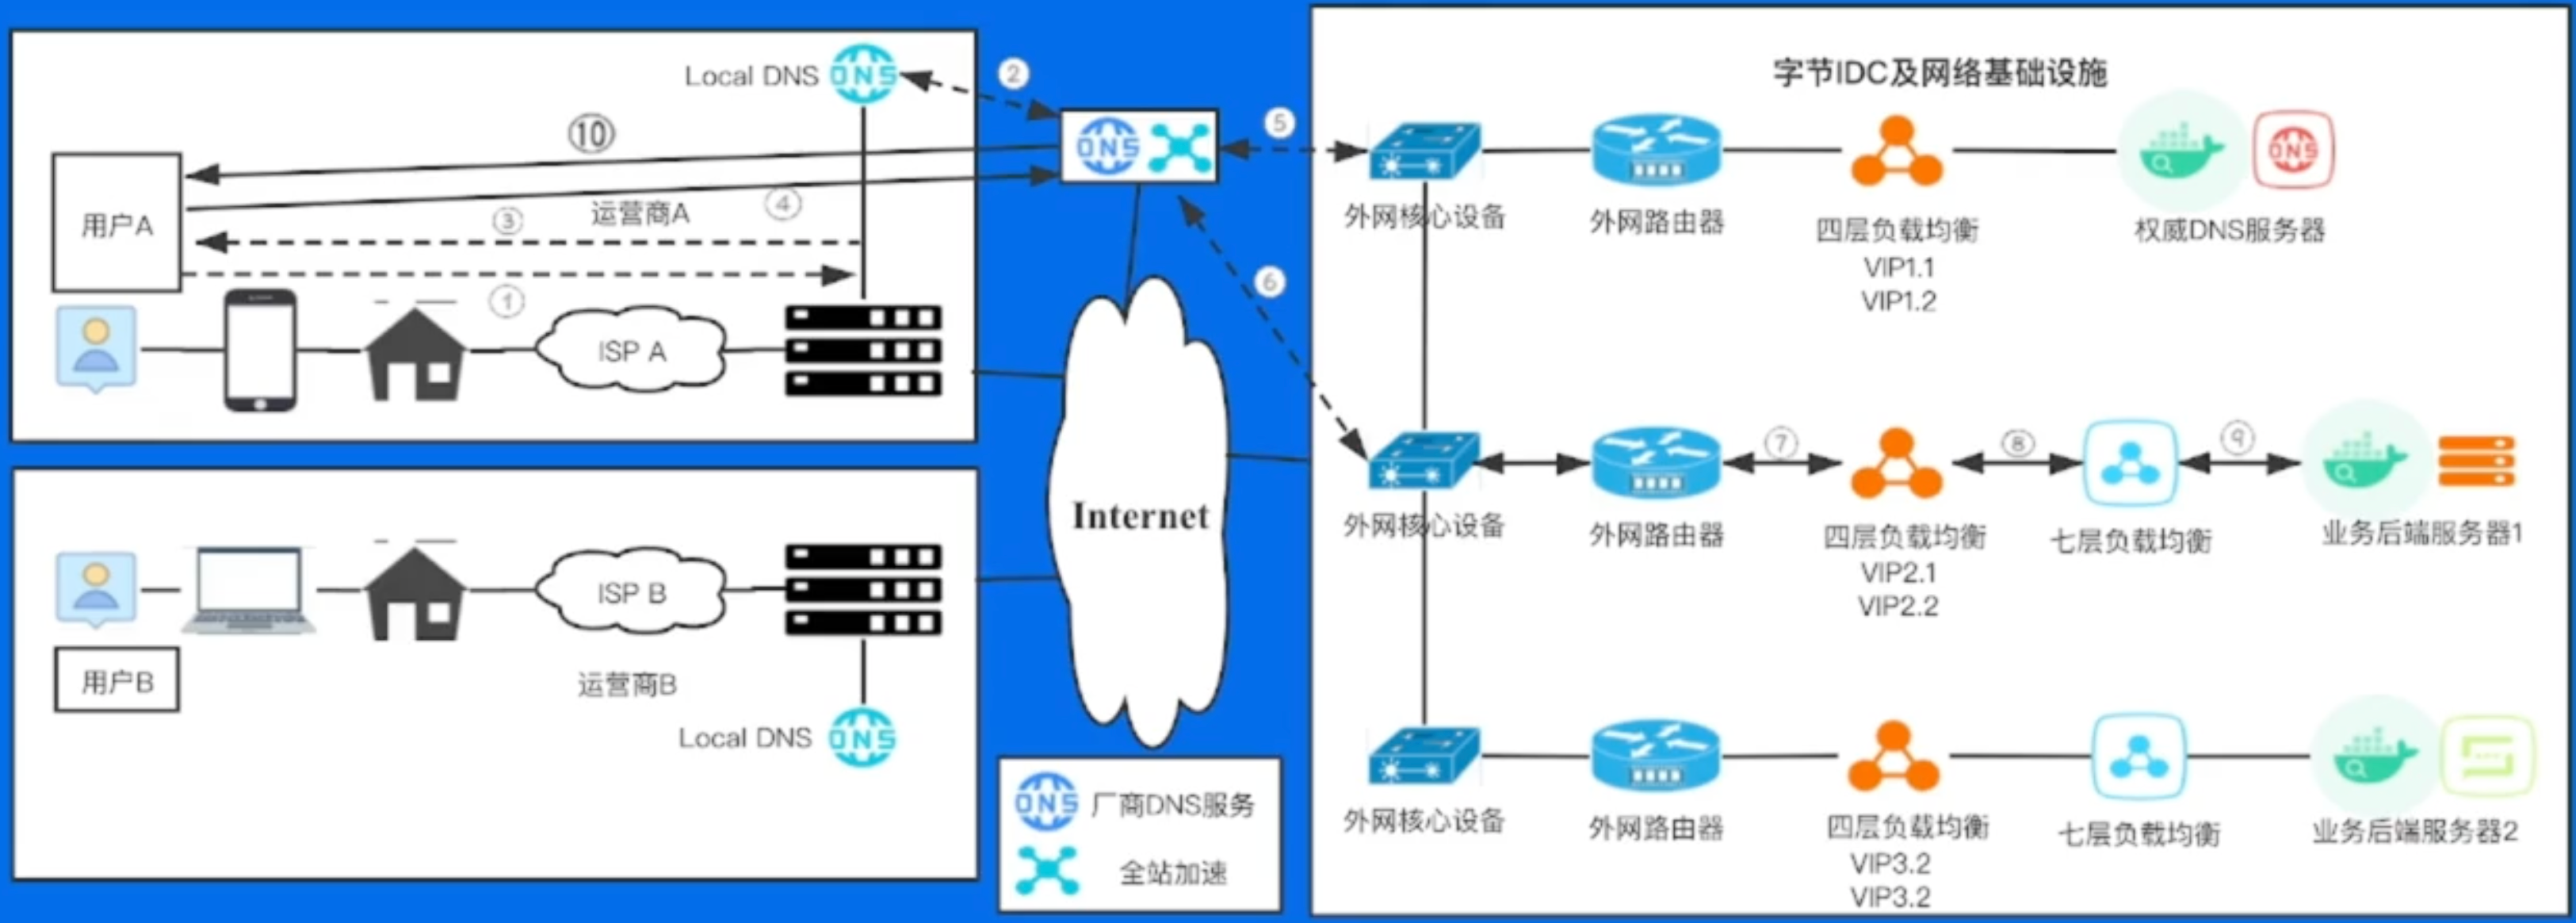 Local DNS
DNS
②
⑩
用户A
运营商A
④
③
①
ISP A
DNS
⑤
⑥
字节IDC及网络基础设施
DNS
外网核心设备
外网路由器
四层负载均衡
VIP1.1
VIP1.2
权威DNS服务器
⑦
⑧
⑨
外网核心设备
外网路由器
四层负载均衡
VIP2.1
VIP2.2
七层负载均衡
业务后端服务器1
Internet
ISP B
用户B
运营商B
Local DNS
DNS
DNS
厂商DNS服务
全站加速
外网核心设备
外网路由器
四层负载均衡
VIP3.2
VIP3.2
七层负载均衡
业务后端服务器2